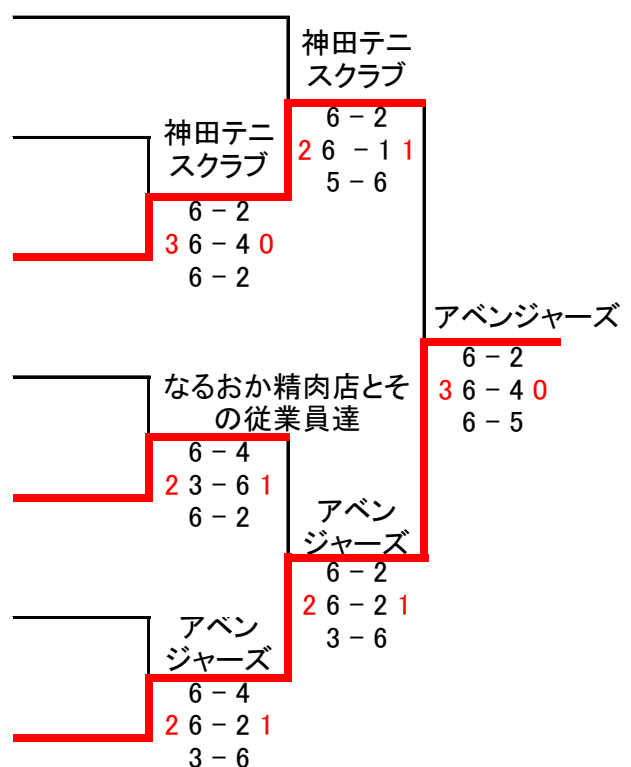 神田テニ
スクラブ
6 － 2
2 6 －1 1
5 － 6
神田テニ
スクラブ
6 － 2
3 6 － 4 0
6 － 2
アベンジャーズ
6 － 2
3 6 － 4 0
6 － 5
なるおか精肉店とそ
の従業員達
6 － 4
2 3 － 6 1
6 － 2
アベン
ジャーズ
6 － 2
2 6 － 2 1
3 － 6
アベン
ジャーズ
6 － 4
2 6 － 2 1
3 － 6